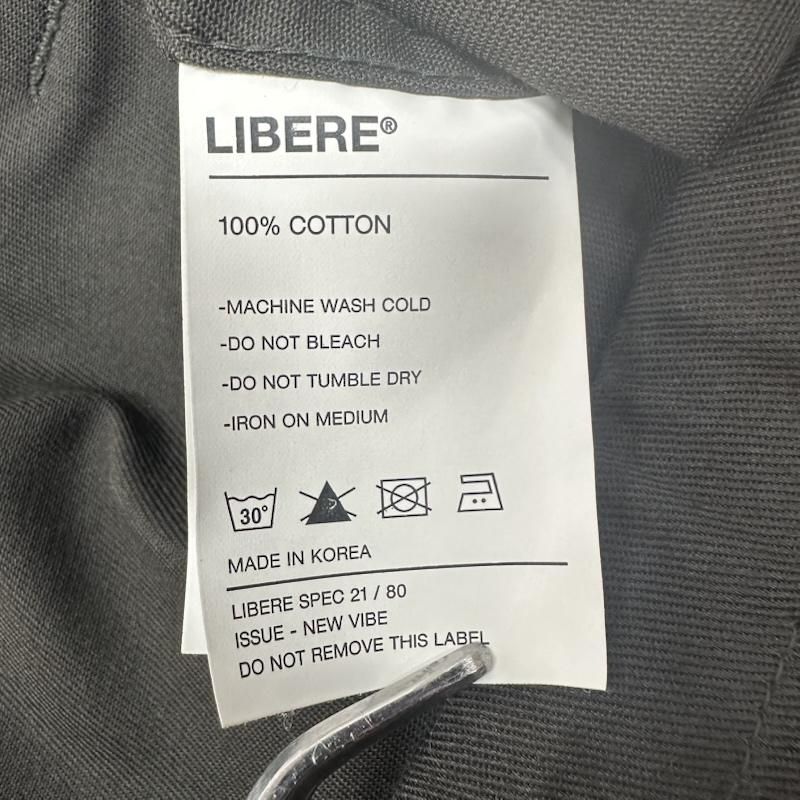 LIBERE®
100% COTTON
-MACHINE WASH COLD
-DO NOT BLEACH
-DO NOT TUMBLE DRY
-IRON ON MEDIUM
30°
MADE IN KOREA
LIBERE SPEC 21 / 80
ISSUE - NEW VIBE
DO NOT REMOVE THIS LABEL